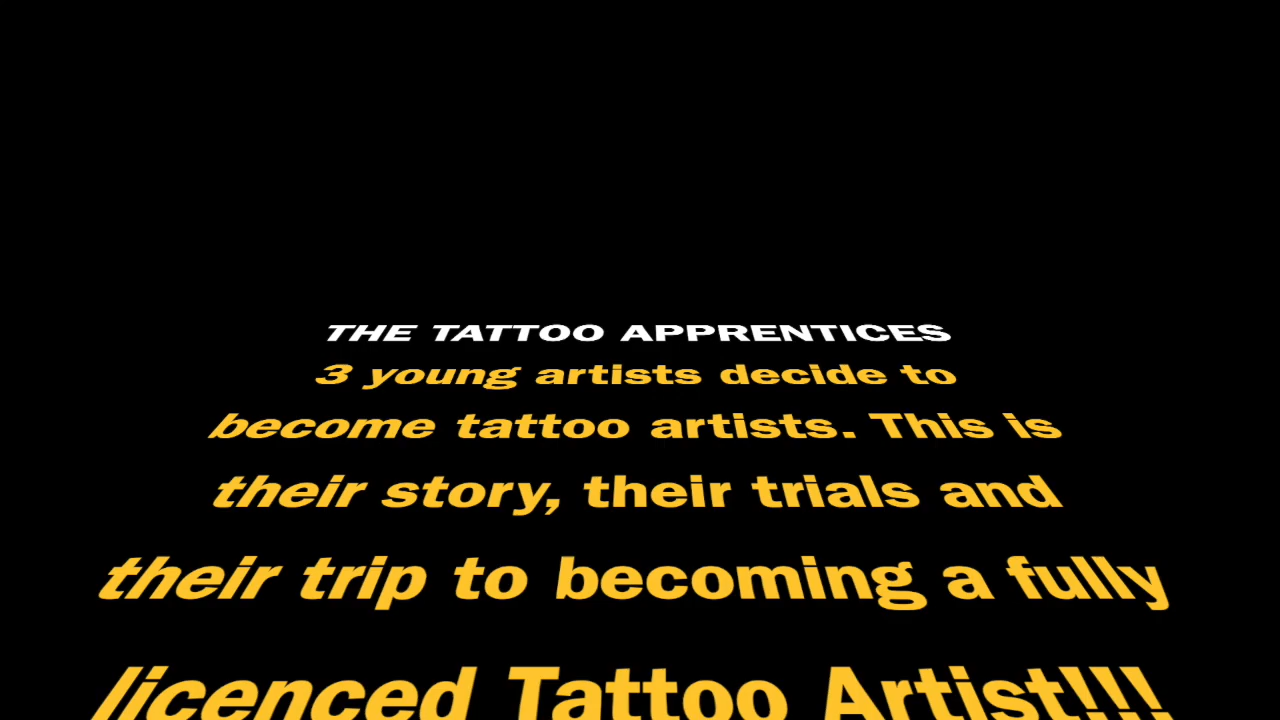 THE TATTOO APPRENTICES
3 young artists decide to
become tattoo artists. This is
their story, their trials and
their trip to becoming a fully
licenced Tattoo Artist!!!